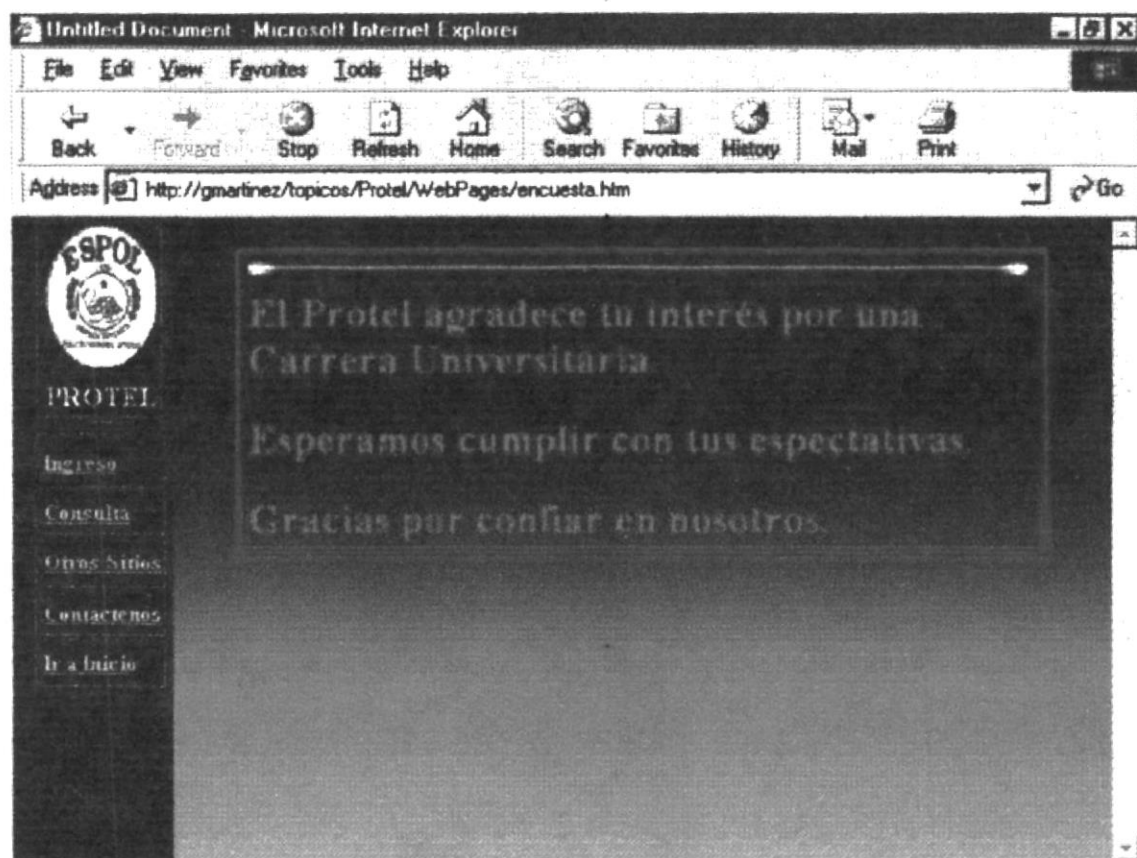 Untitled Document - Microsoft Internet Explorer
File Edit View Favorites Tools Help
Back Forward Stop Refresh Home Search Favorites History Mail Print
Address http://gmartinez/topicos/Protel/WebPages/encuesta.htm Go
ESPOL
PROTEL
Ingreso
Consulta
Otros Sitios
Contactenos
Ir a Inicio
El Protel agradece tu interés por una
Carrera Universitaria
Esperamos cumplir con tus espectativas.
Gracias por confiar en nosotros.